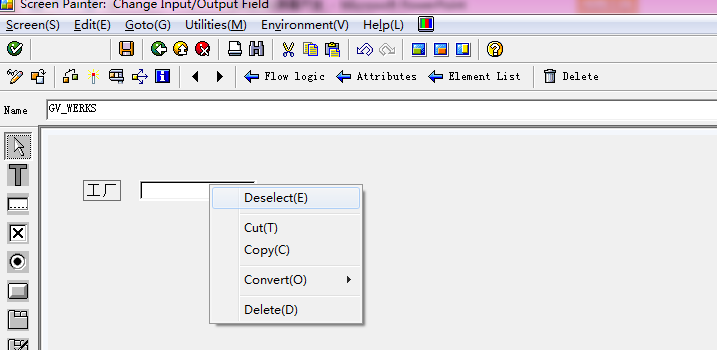 Screen Painter: Change Input/Output Field
Screen(S) Edit(E) Goto(G) Utilities(M) Environment(V) Help(L)
Flow logic Attributes Element List Delete
Name GV_WERKS
工厂
Deselect(E)
Cut(T)
Copy(C)
Convert(O)
Delete(D)